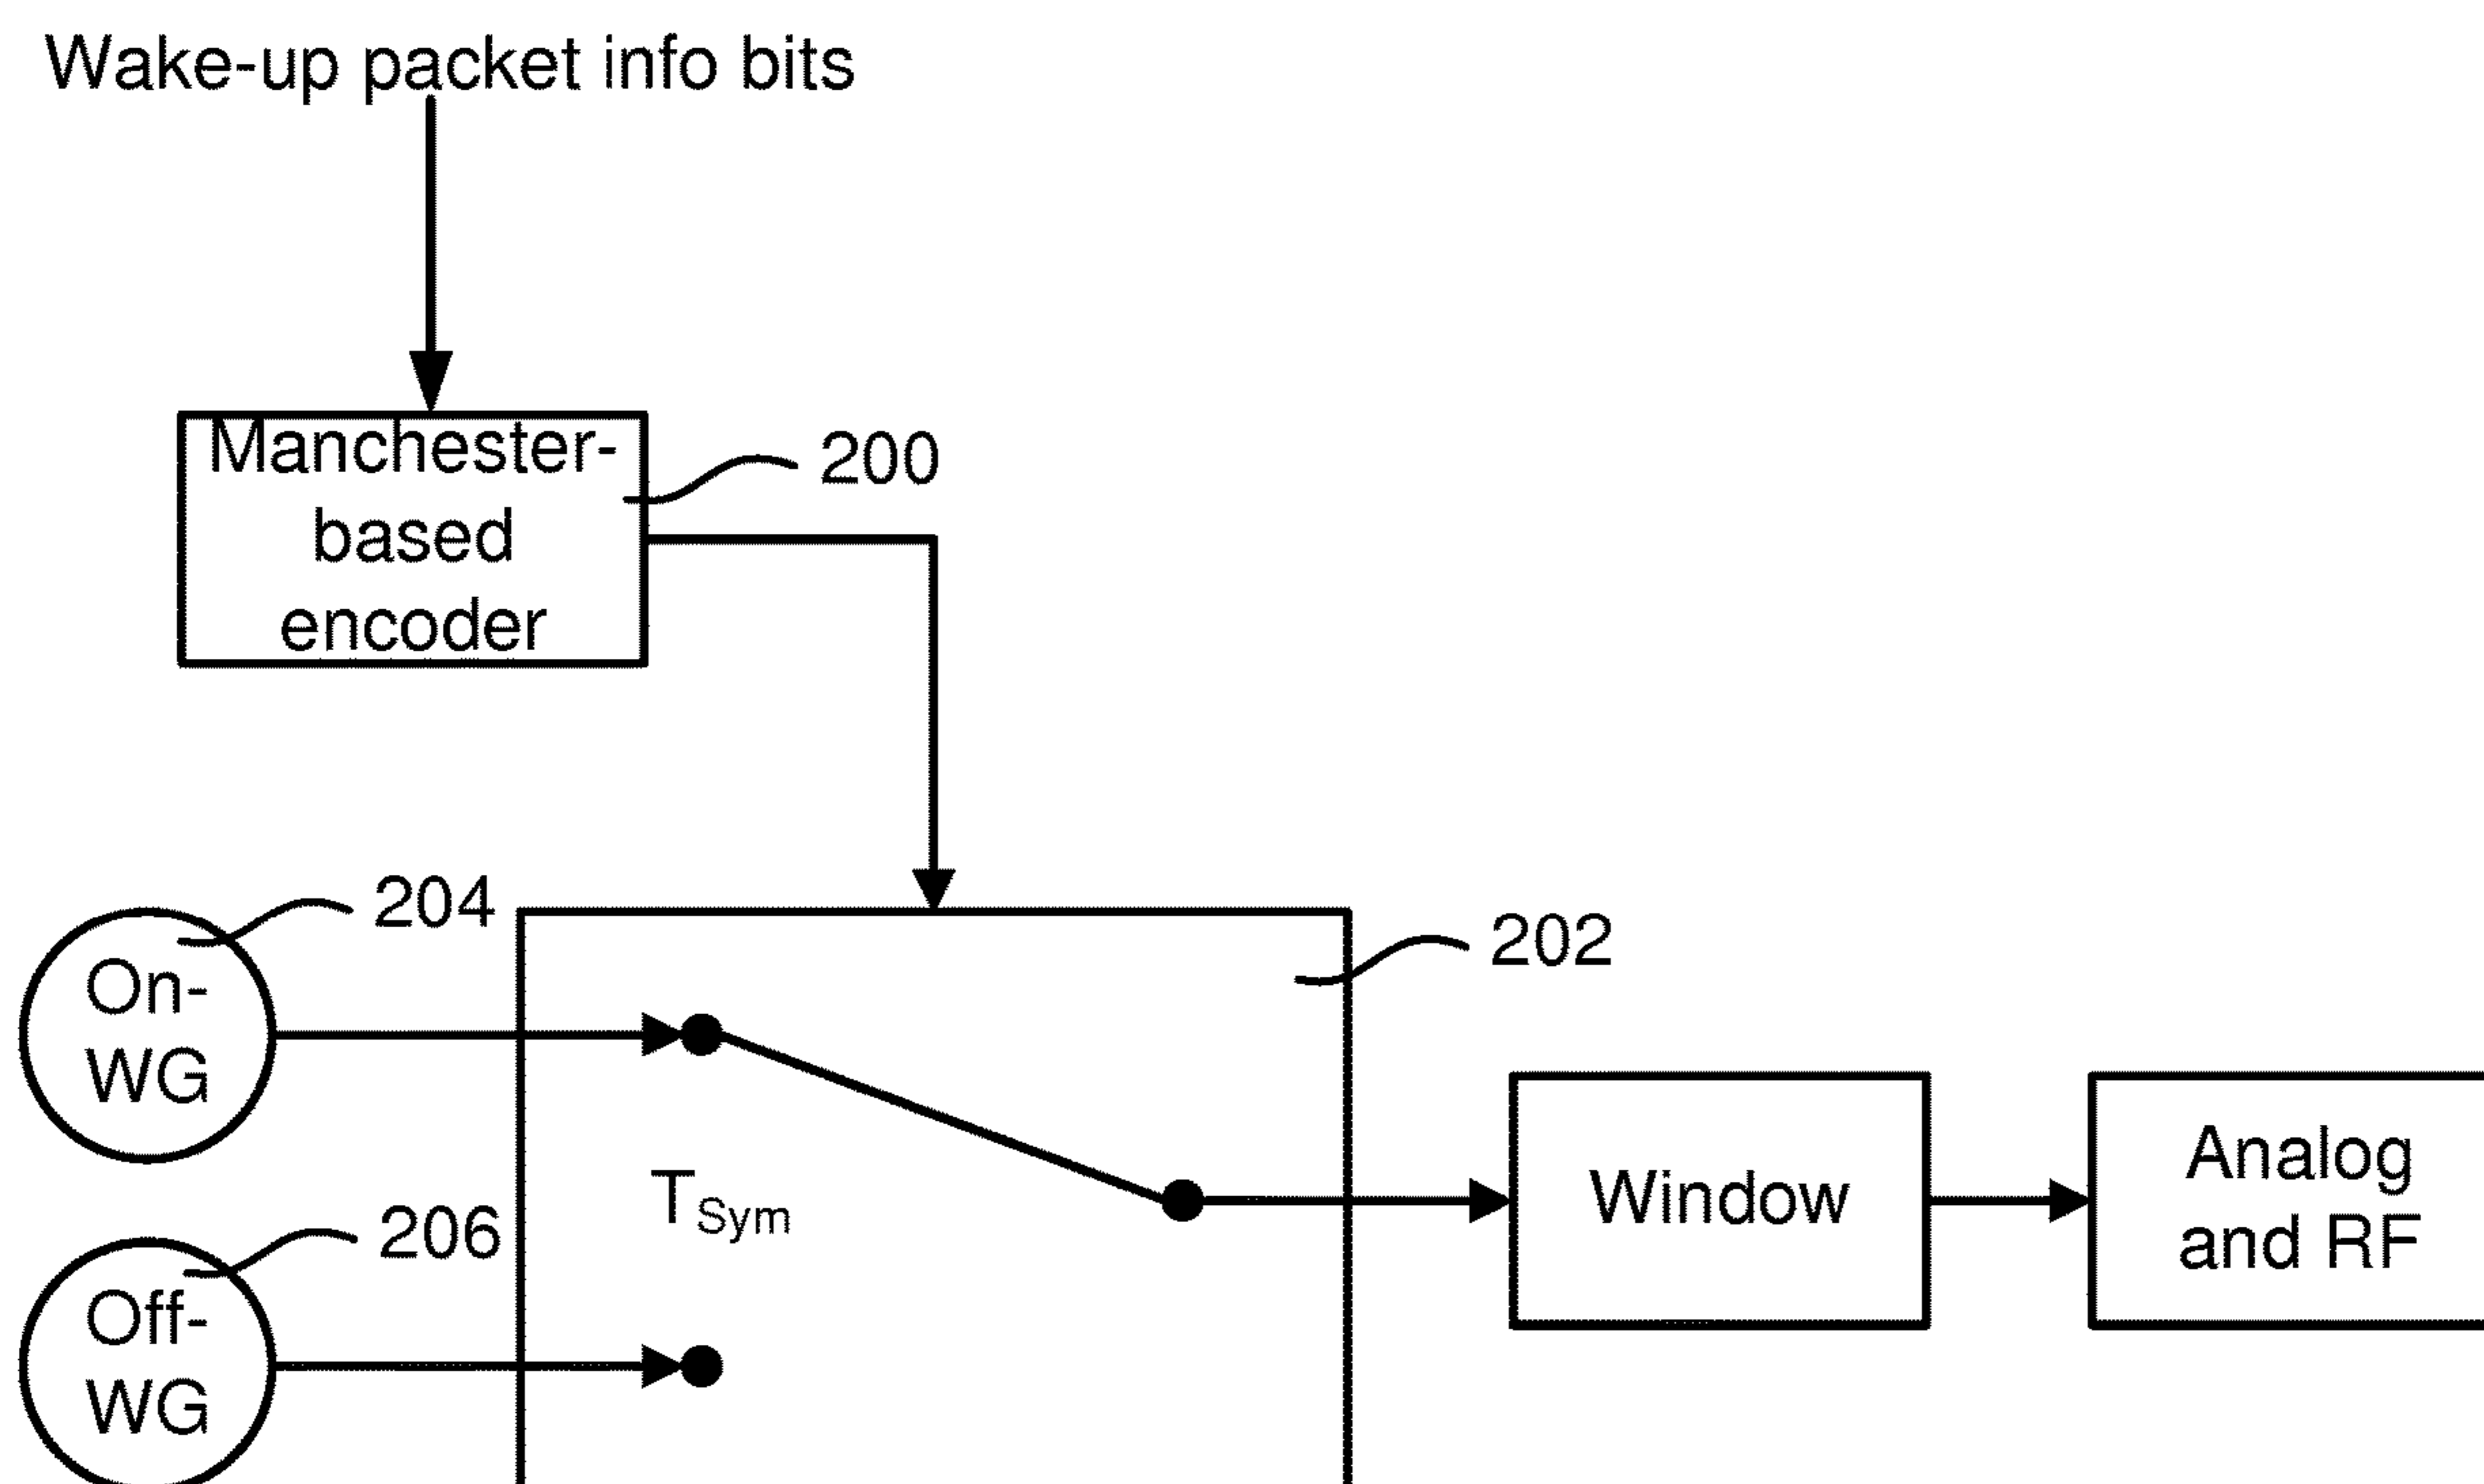 Wake-up packet info bits
Manchester-
based
encoder
200
204
On-
WG
202
T_Sym
206
Off-
WG
Window
Analog
and RF